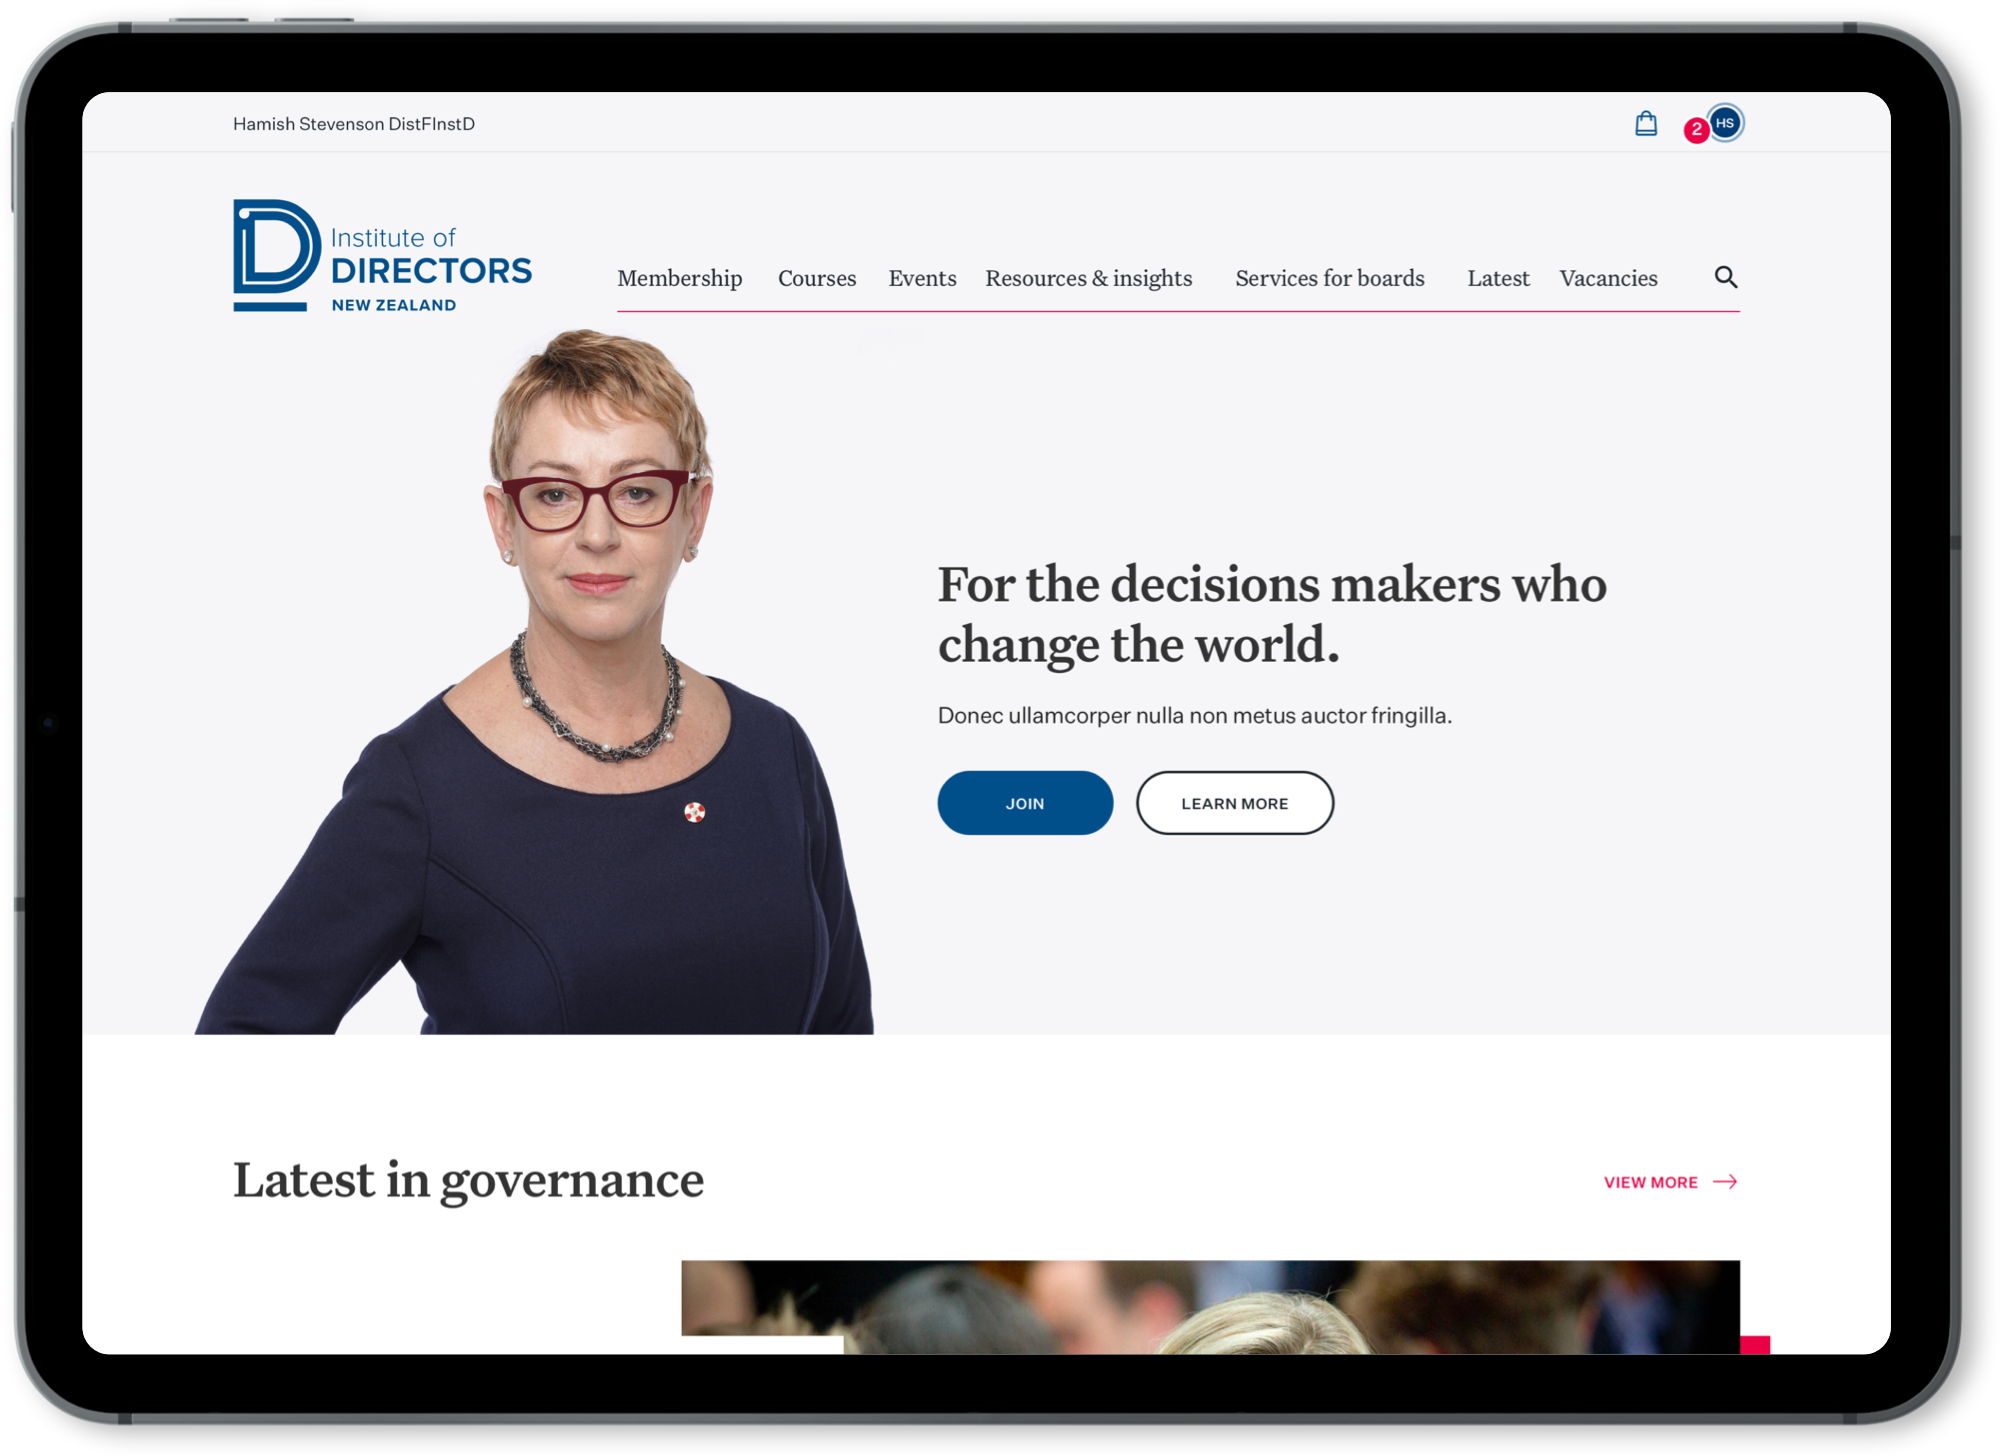 Hamish Stevenson DistFInstD
2
HS
Institute of
DIRECTORS
NEW ZEALAND
Membership Courses Events Resources & insights Services for boards Latest Vacancies
For the decisions makers who
change the world.
Donec ullamcorper nulla non metus auctor fringilla.
JOIN LEARN MORE
Latest in governance
VIEW MORE